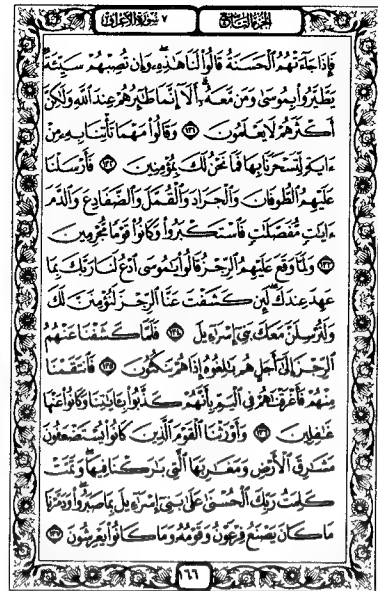 الجزء التاسع ٧ سورة الأعراف
فَإِذَا جَآءَتْهُمُ ٱلْحَسَنَةُ قَالُوا۟ لَنَا هَـٰذِهِۦ وَإِن تُصِبْهُمْ سَيِّئَةٌ
يَطَّيَّرُوا۟ بِمُوسَىٰ وَمَن مَّعَهُۥٓ أَلَآ إِنَّمَا طَـٰٓئِرُهُمْ عِندَ ٱللَّهِ وَلَـٰكِنَّ
أَكْثَرَهُمْ لَا يَعْلَمُونَ ١٣١ وَقَالُوا۟ مَهْمَا تَأْتِنَا بِهِۦ مِنْ
ءَايَةٍ لِّتَسْحَرَنَا بِهَا فَمَا نَحْنُ لَكَ بِمُؤْمِنِينَ ١٣٢ فَأَرْسَلْنَا
عَلَيْهِمُ ٱلطُّوفَانَ وَٱلْجَرَادَ وَٱلْقُمَّلَ وَٱلضَّفَادِعَ وَٱلدَّمَ
ءَايَـٰتٍ مُّفَصَّلَـٰتٍ فَٱسْتَكْبَرُوا۟ وَكَانُوا۟ قَوْمًا مُّجْرِمِينَ
١٣٣ وَلَمَّا وَقَعَ عَلَيْهِمُ ٱلرِّجْزُ قَالُوا۟ يَـٰمُوسَى ٱدْعُ لَنَا رَبَّكَ بِمَا
عَهِدَ عِندَكَ لَئِن كَشَفْتَ عَنَّا ٱلرِّجْزَ لَنُؤْمِنَنَّ لَكَ
وَلَنُرْسِلَنَّ مَعَكَ بَنِىٓ إِسْرَٰٓءِيلَ ١٣٤ فَلَمَّا كَشَفْنَا عَنْهُمُ
ٱلرِّجْزَ إِلَىٰٓ أَجَلٍ هُم بَـٰلِغُوهُ إِذَا هُمْ يَنكُثُونَ ١٣٥ فَٱنتَقَمْنَا
مِنْهُمْ فَأَغْرَقْنَـٰهُمْ فِى ٱلْيَمِّ بِأَنَّهُمْ كَذَّبُوا۟ بِـَٔايَـٰتِنَا وَكَانُوا۟ عَنْهَا
غَـٰفِلِينَ ١٣٦ وَأَوْرَثْنَا ٱلْقَوْمَ ٱلَّذِينَ كَانُوا۟ يُسْتَضْعَفُونَ
مَشَـٰرِقَ ٱلْأَرْضِ وَمَغَـٰرِبَهَا ٱلَّتِى بَـٰرَكْنَا فِيهَا وَتَمَّتْ
كَلِمَتُ رَبِّكَ ٱلْحُسْنَىٰ عَلَىٰ بَنِىٓ إِسْرَٰٓءِيلَ بِمَا صَبَرُوا۟ وَدَمَّرْنَا
مَا كَانَ يَصْنَعُ فِرْعَوْنُ وَقَوْمُهُۥ وَمَا كَانُوا۟ يَعْرِشُونَ ١٣٧
١٦٦